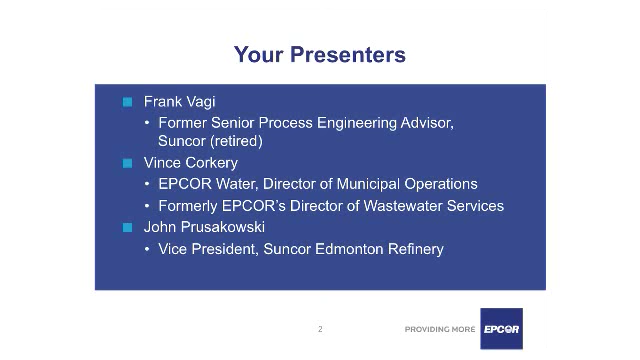 Your Presenters
Frank Vagi
• Former Senior Process Engineering Advisor,
Suncor (retired)
Vince Corkery
• EPCOR Water, Director of Municipal Operations
• Formerly EPCOR's Director of Wastewater Services
John Prusakowski
• Vice President, Suncor Edmonton Refinery
2
PROVIDING MORE
EPCOR